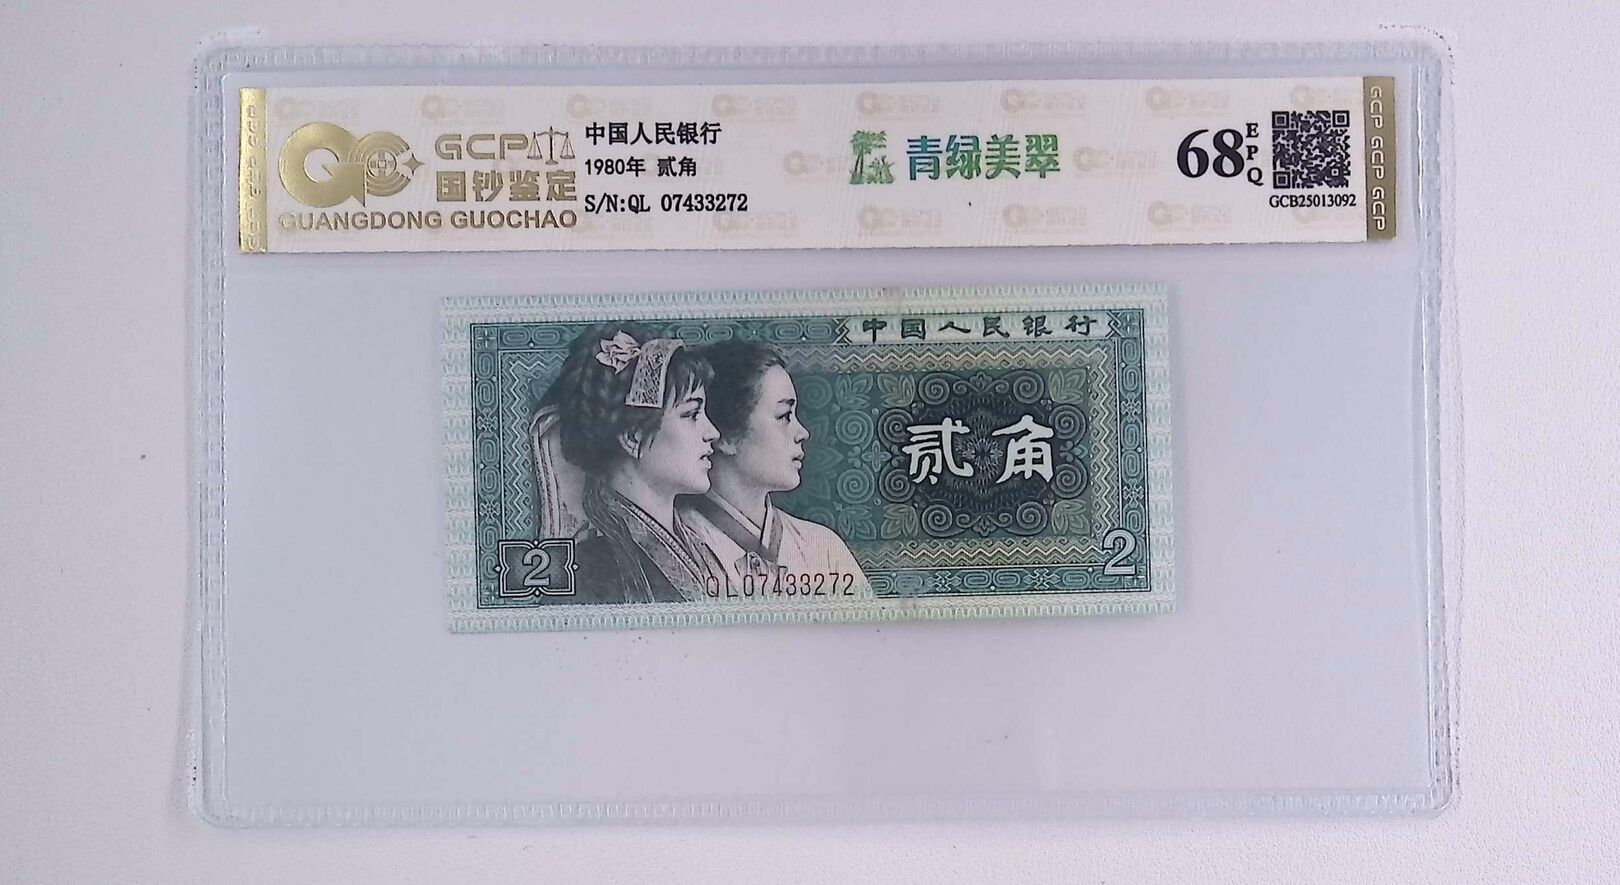 GCP
国钞鉴定
GUANGDONG GUOCHAO
中国人民银行
1980年 贰角
S/N:QL 07433272
青绿美翠
68
EPQ
GCB25013092
GCP GCP GCP
中国人民银行
贰角
2
2
QL07433272